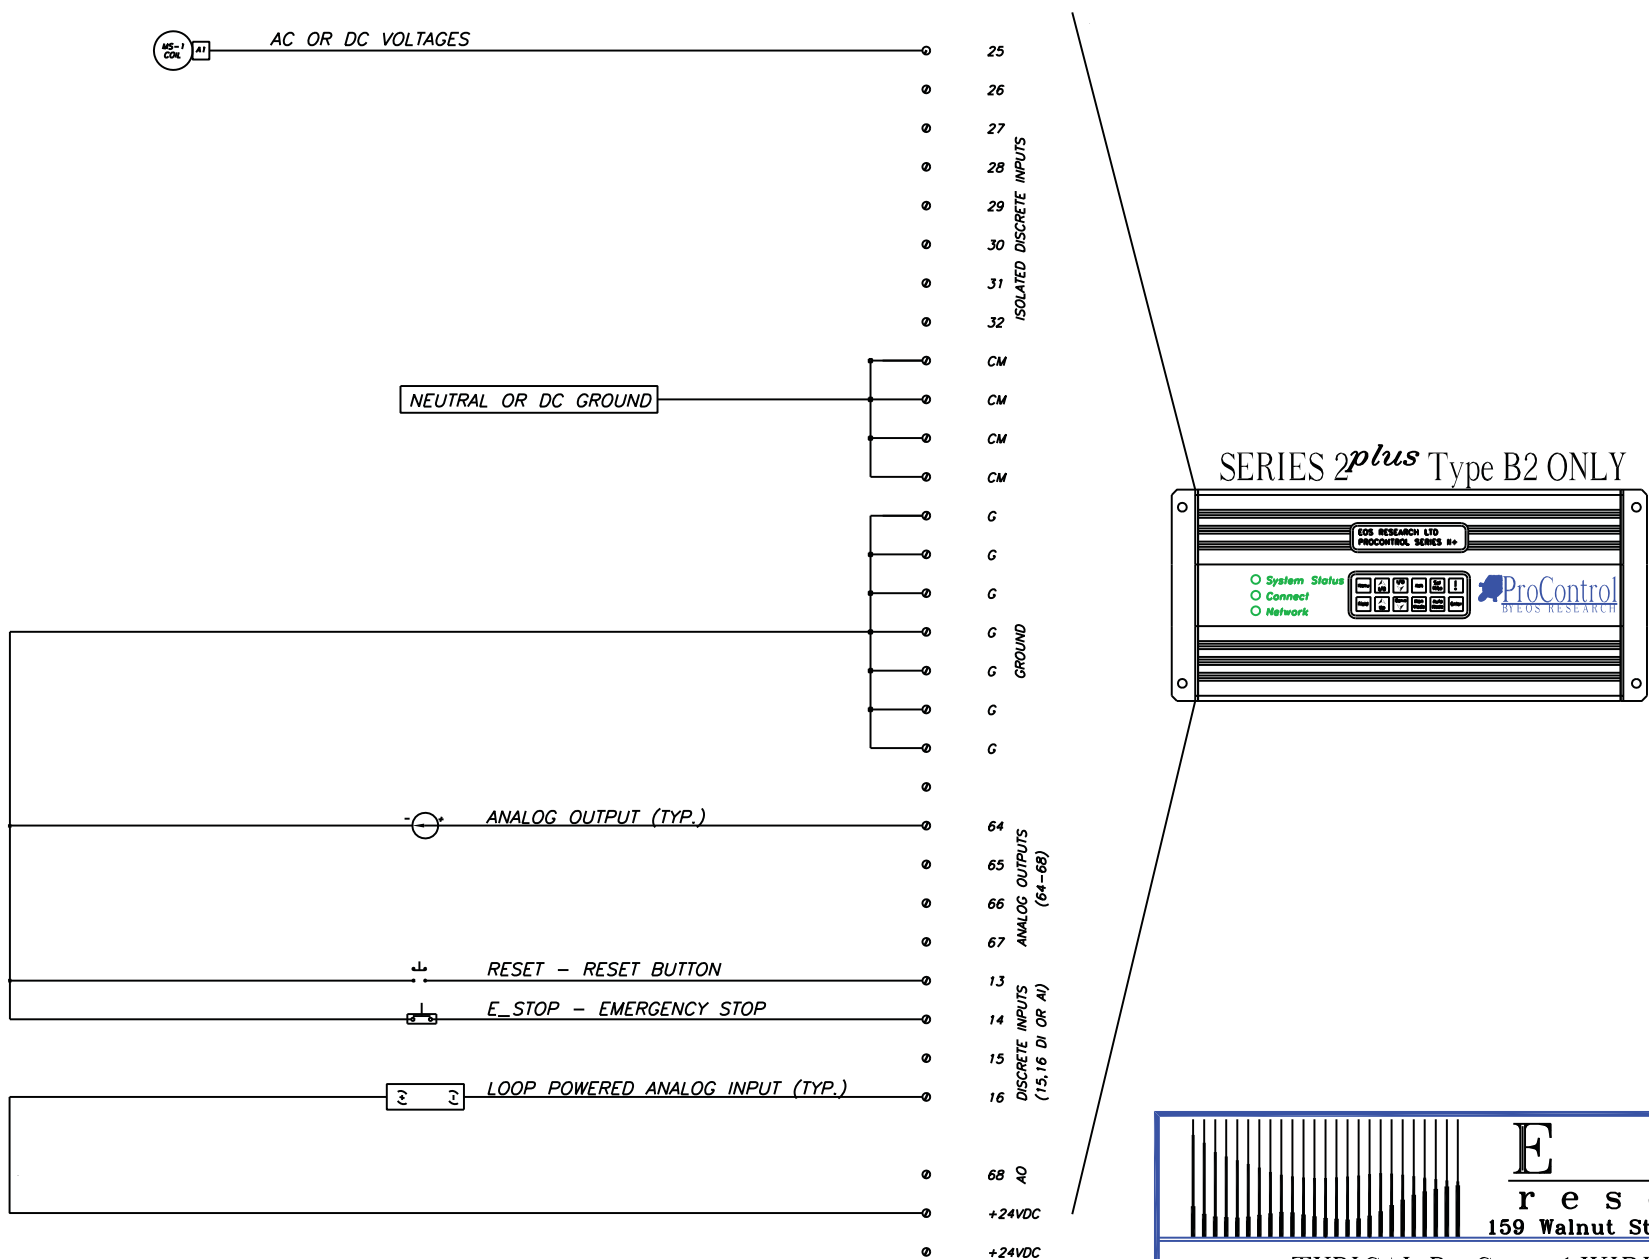 MS-1
COIL
A1
AC OR DC VOLTAGES
25
26
27
28
29
30
31
32
ISOLATED DISCRETE INPUTS
NEUTRAL OR DC GROUND
CM
CM
CM
CM
G
G
G
G
G
G
G
GROUND
- +
ANALOG OUTPUT (TYP.)
64
65
66
67
ANALOG OUTPUTS
(64-68)
RESET - RESET BUTTON
13
E_STOP - EMERGENCY STOP
14
15
LOOP POWERED ANALOG INPUT (TYP.)
16
DISCRETE INPUTS
(15,16 DI OR AI)
68 AO
+24VDC
+24VDC
SERIES 2plus Type B2 ONLY
EOS RESEARCH LTD
PROCONTROL SERIES II+
System Status
Connect
Network
ProControl
BY EOS RESEARCH
E
r e s
159 Walnut St